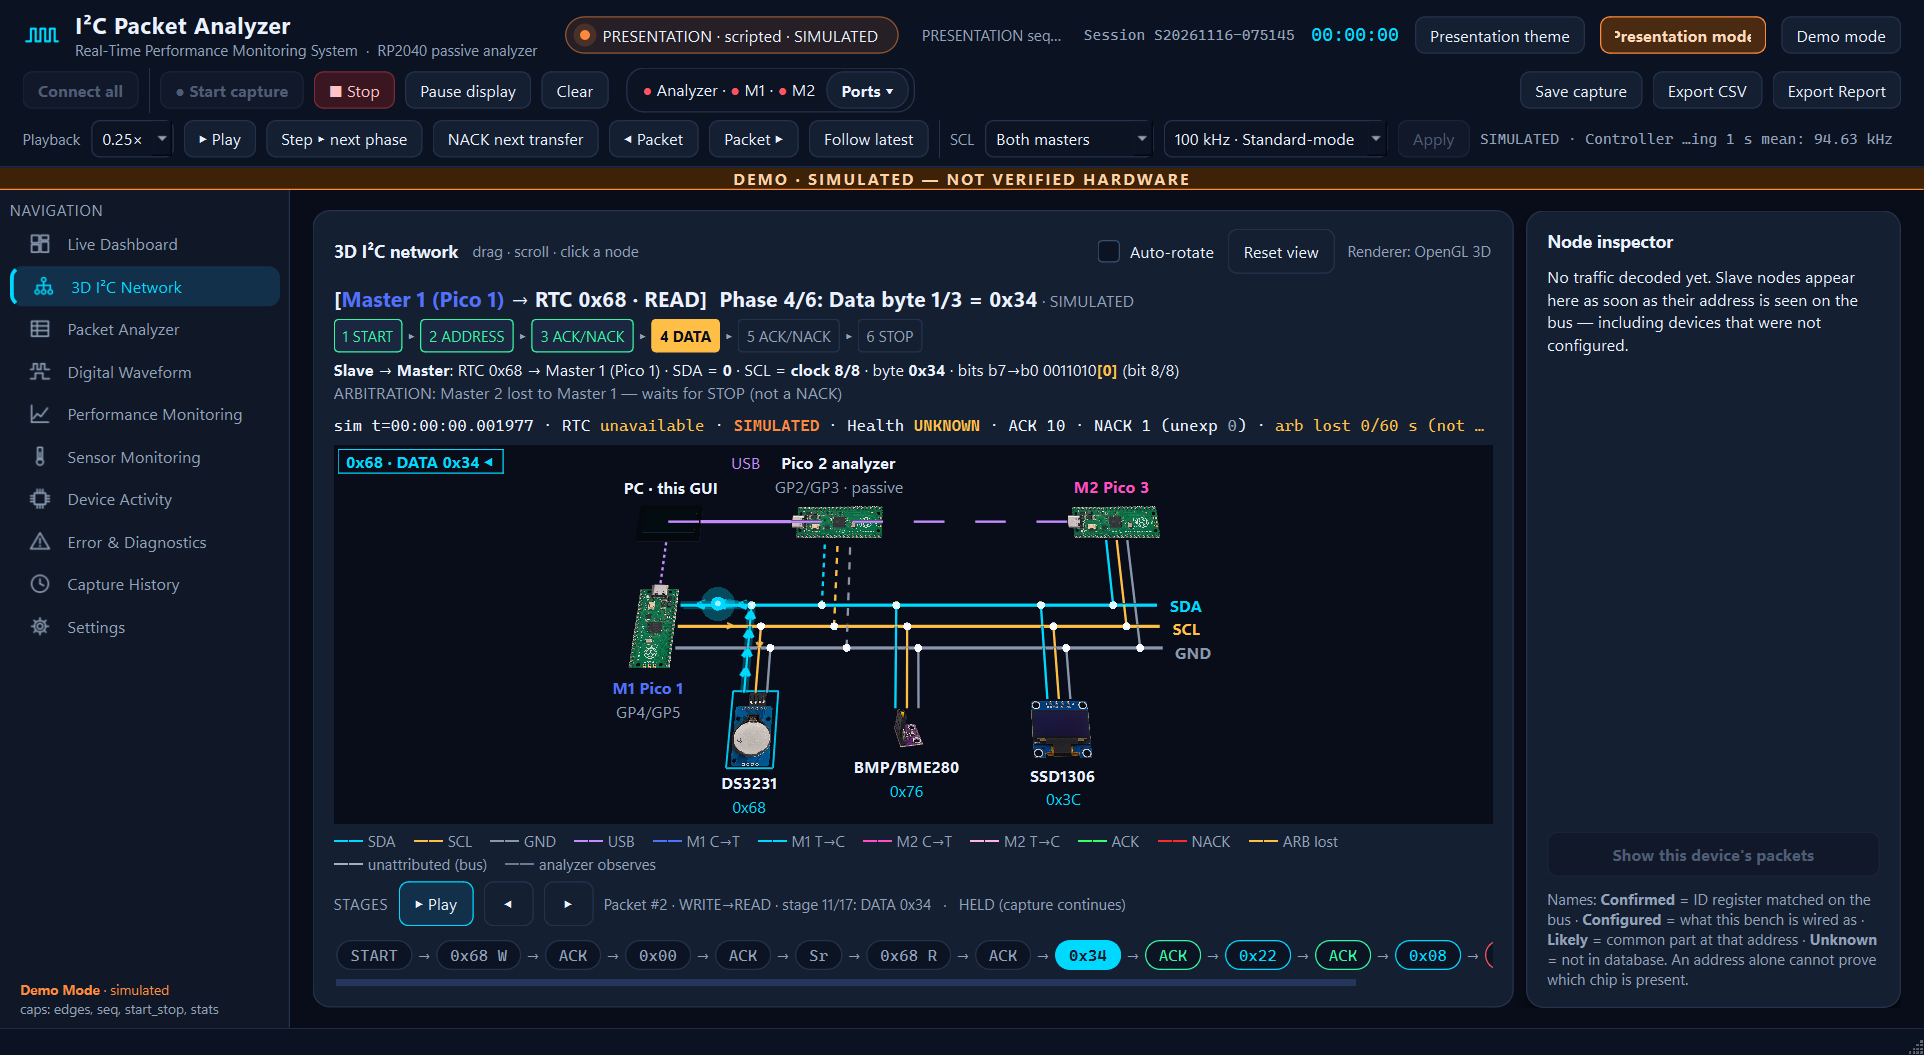 I²C Packet Analyzer
Real-Time Performance Monitoring System · RP2040 passive analyzer
PRESENTATION · scripted · SIMULATED
PRESENTATION seq...
Session S20261116-075145
00:00:00
Presentation theme
Presentation mode
Demo mode
Connect all
● Start capture
■ Stop
Pause display
Clear
● Analyzer · ● M1 · ● M2
Ports ▾
Save capture
Export CSV
Export Report
Playback
0.25×
▸ Play
Step ▸ next phase
NACK next transfer
◂ Packet
Packet ▸
Follow latest
SCL
Both masters
100 kHz · Standard-mode
Apply
SIMULATED · Controller …ing 1 s mean: 94.63 kHz
DEMO · SIMULATED — NOT VERIFIED HARDWARE
NAVIGATION
Live Dashboard
3D I²C Network
Packet Analyzer
Digital Waveform
Performance Monitoring
Sensor Monitoring
Device Activity
Error & Diagnostics
Capture History
Settings
Demo Mode · simulated
caps: edges, seq, start_stop, stats
3D I²C network
drag · scroll · click a node
Auto-rotate
Reset view
Renderer: OpenGL 3D
[Master 1 (Pico 1) → RTC 0x68 · READ] Phase 4/6: Data byte 1/3 = 0x34 · SIMULATED
1 START ▸ 2 ADDRESS ▸ 3 ACK/NACK ▸ 4 DATA ▸ 5 ACK/NACK ▸ 6 STOP
Slave → Master: RTC 0x68 → Master 1 (Pico 1) · SDA = 0 · SCL = clock 8/8 · byte 0x34 · bits b7→b0 0011010[0] (bit 8/8)
ARBITRATION: Master 2 lost to Master 1 — waits for STOP (not a NACK)
sim t=00:00:00.001977 · RTC unavailable · SIMULATED · Health UNKNOWN · ACK 10 · NACK 1 (unexp 0) · arb lost 0/60 s (not …
0x68 · DATA 0x34 ◂
USB
Pico 2 analyzer
GP2/GP3 · passive
PC · this GUI
M2 Pico 3
SDA
SCL
GND
M1 Pico 1
GP4/GP5
DS3231
0x68
BMP/BME280
0x76
SSD1306
0x3C
SDA
SCL
GND
USB
M1 C→T
M1 T→C
M2 C→T
M2 T→C
ACK
NACK
ARB lost
unattributed (bus)
analyzer observes
STAGES
▸ Play
◂
▸
Packet #2 · WRITE→READ · stage 11/17: DATA 0x34 · HELD (capture continues)
START → 0x68 W → ACK → 0x00 → ACK → Sr → 0x68 R → ACK → 0x34 → ACK → 0x22 → ACK → 0x08 →
Node inspector
No traffic decoded yet. Slave nodes appear
here as soon as their address is seen on the
bus — including devices that were not
configured.
Show this device's packets
Names: Confirmed = ID register matched on the
bus · Configured = what this bench is wired as ·
Likely = common part at that address · Unknown
= not in database. An address alone cannot prove
which chip is present.